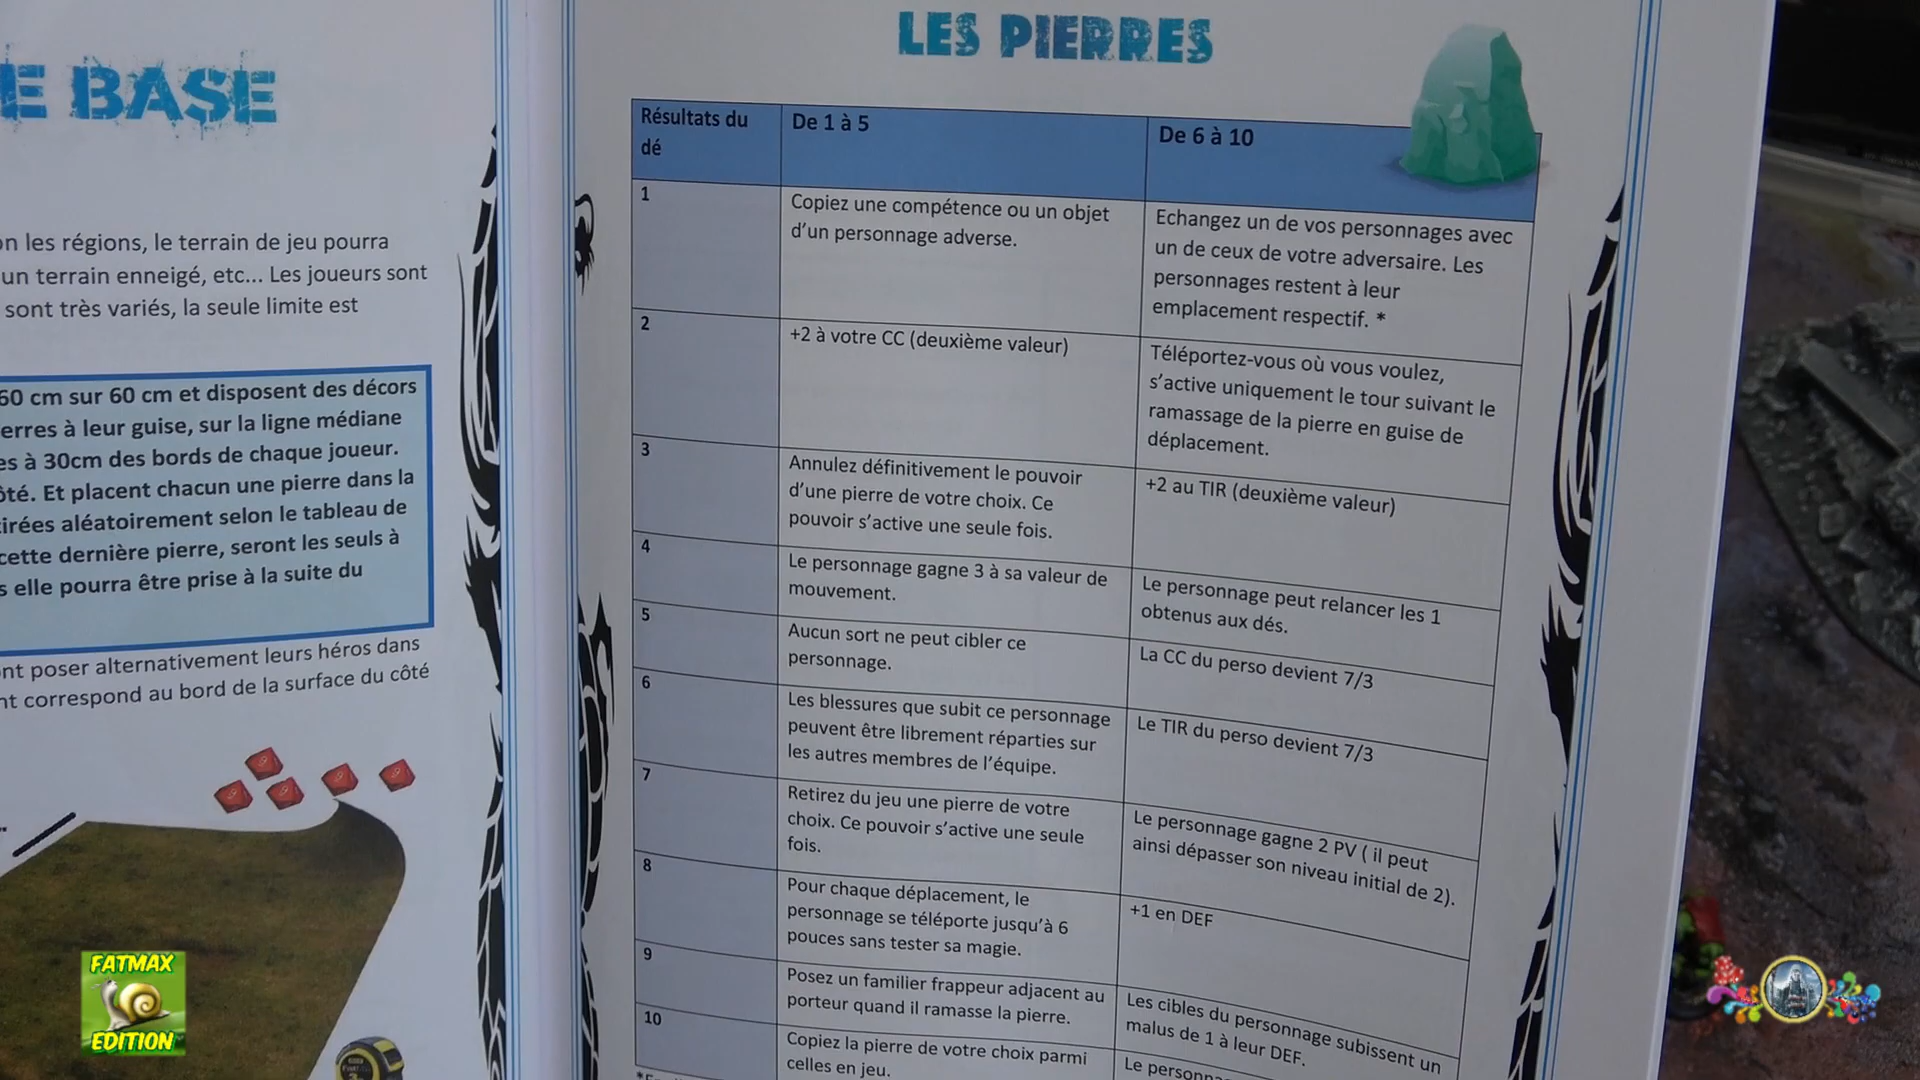 E BASE
on les régions, le terrain de jeu pourra
un terrain enneigé, etc... Les joueurs sont
sont très variés, la seule limite est
60 cm sur 60 cm et disposent des décors
erres à leur guise, sur la ligne médiane
es à 30cm des bords de chaque joueur.
ôté. Et placent chacun une pierre dans la
tirées aléatoirement selon le tableau de
cette dernière pierre, seront les seuls à
s elle pourra être prise à la suite du
nt poser alternativement leurs héros dans
nt correspond au bord de la surface du côté
FATMAX
EDITION
LES PIERRES
Résultats du
dé
De 1 à 5
De 6 à 10
1
Copiez une compétence ou un objet
d'un personnage adverse.
Echangez un de vos personnages avec
un de ceux de votre adversaire. Les
personnages restent à leur
emplacement respectif. *
2
+2 à votre CC (deuxième valeur)
Téléportez-vous où vous voulez,
s'active uniquement le tour suivant le
ramassage de la pierre en guise de
déplacement.
3
Annulez définitivement le pouvoir
d'une pierre de votre choix. Ce
pouvoir s'active une seule fois.
+2 au TIR (deuxième valeur)
4
Le personnage gagne 3 à sa valeur de
mouvement.
Le personnage peut relancer les 1
obtenus aux dés.
5
Aucun sort ne peut cibler ce
personnage.
La CC du perso devient 7/3
6
Les blessures que subit ce personnage
peuvent être librement réparties sur
les autres membres de l'équipe.
Le TIR du perso devient 7/3
7
Retirez du jeu une pierre de votre
choix. Ce pouvoir s'active une seule
fois.
Le personnage gagne 2 PV ( il peut
ainsi dépasser son niveau initial de 2).
8
Pour chaque déplacement, le
personnage se téléporte jusqu'à 6
pouces sans tester sa magie.
+1 en DEF
9
Posez un familier frappeur adjacent au
porteur quand il ramasse la pierre.
Les cibles du personnage subissent un
malus de 1 à leur DEF.
10
Copiez la pierre de votre choix parmi
celles en jeu.
Le personn